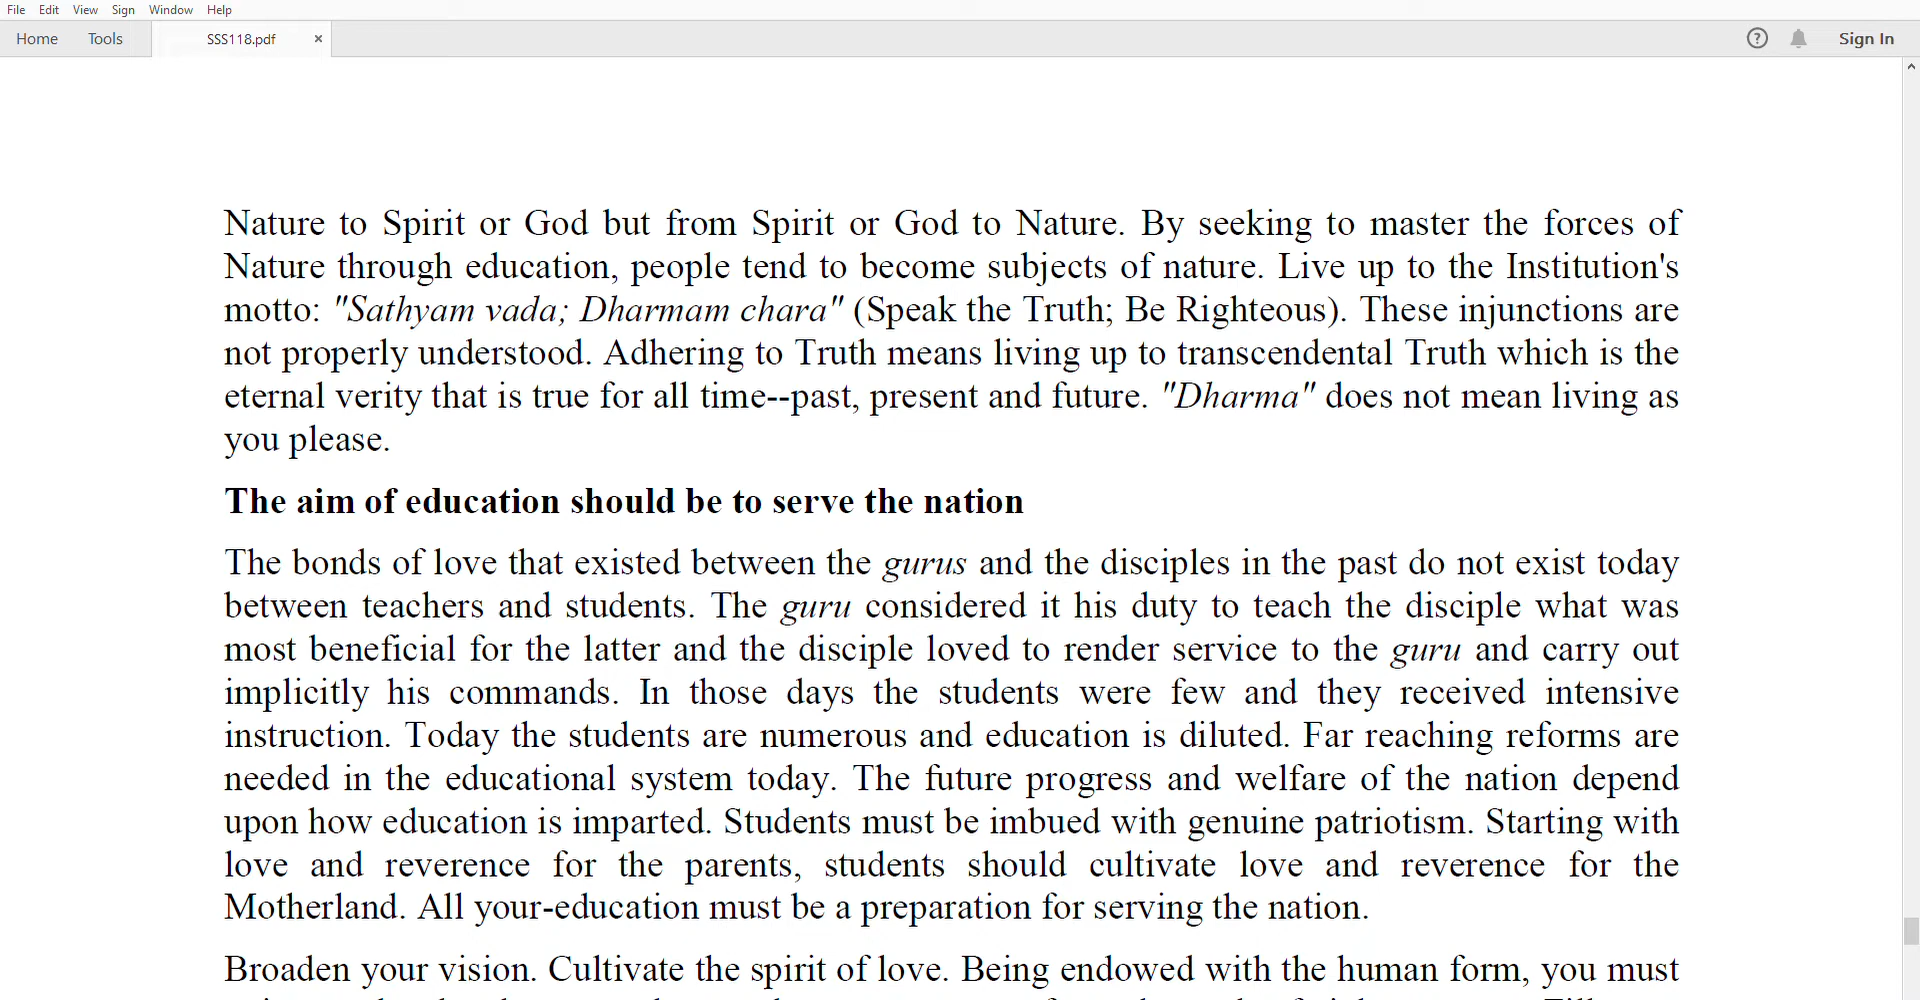 File Edit View Sign Window Help
Home Tools SSS118.pdf × ? Sign In
Nature to Spirit or God but from Spirit or God to Nature. By seeking to master the forces of
Nature through education, people tend to become subjects of nature. Live up to the Institution's
motto: "Sathyam vada; Dharmam chara" (Speak the Truth; Be Righteous). These injunctions are
not properly understood. Adhering to Truth means living up to transcendental Truth which is the
eternal verity that is true for all time--past, present and future. "Dharma" does not mean living as
you please.
The aim of education should be to serve the nation
The bonds of love that existed between the gurus and the disciples in the past do not exist today
between teachers and students. The guru considered it his duty to teach the disciple what was
most beneficial for the latter and the disciple loved to render service to the guru and carry out
implicitly his commands. In those days the students were few and they received intensive
instruction. Today the students are numerous and education is diluted. Far reaching reforms are
needed in the educational system today. The future progress and welfare of the nation depend
upon how education is imparted. Students must be imbued with genuine patriotism. Starting with
love and reverence for the parents, students should cultivate love and reverence for the
Motherland. All your-education must be a preparation for serving the nation.
Broaden your vision. Cultivate the spirit of love. Being endowed with the human form, you must